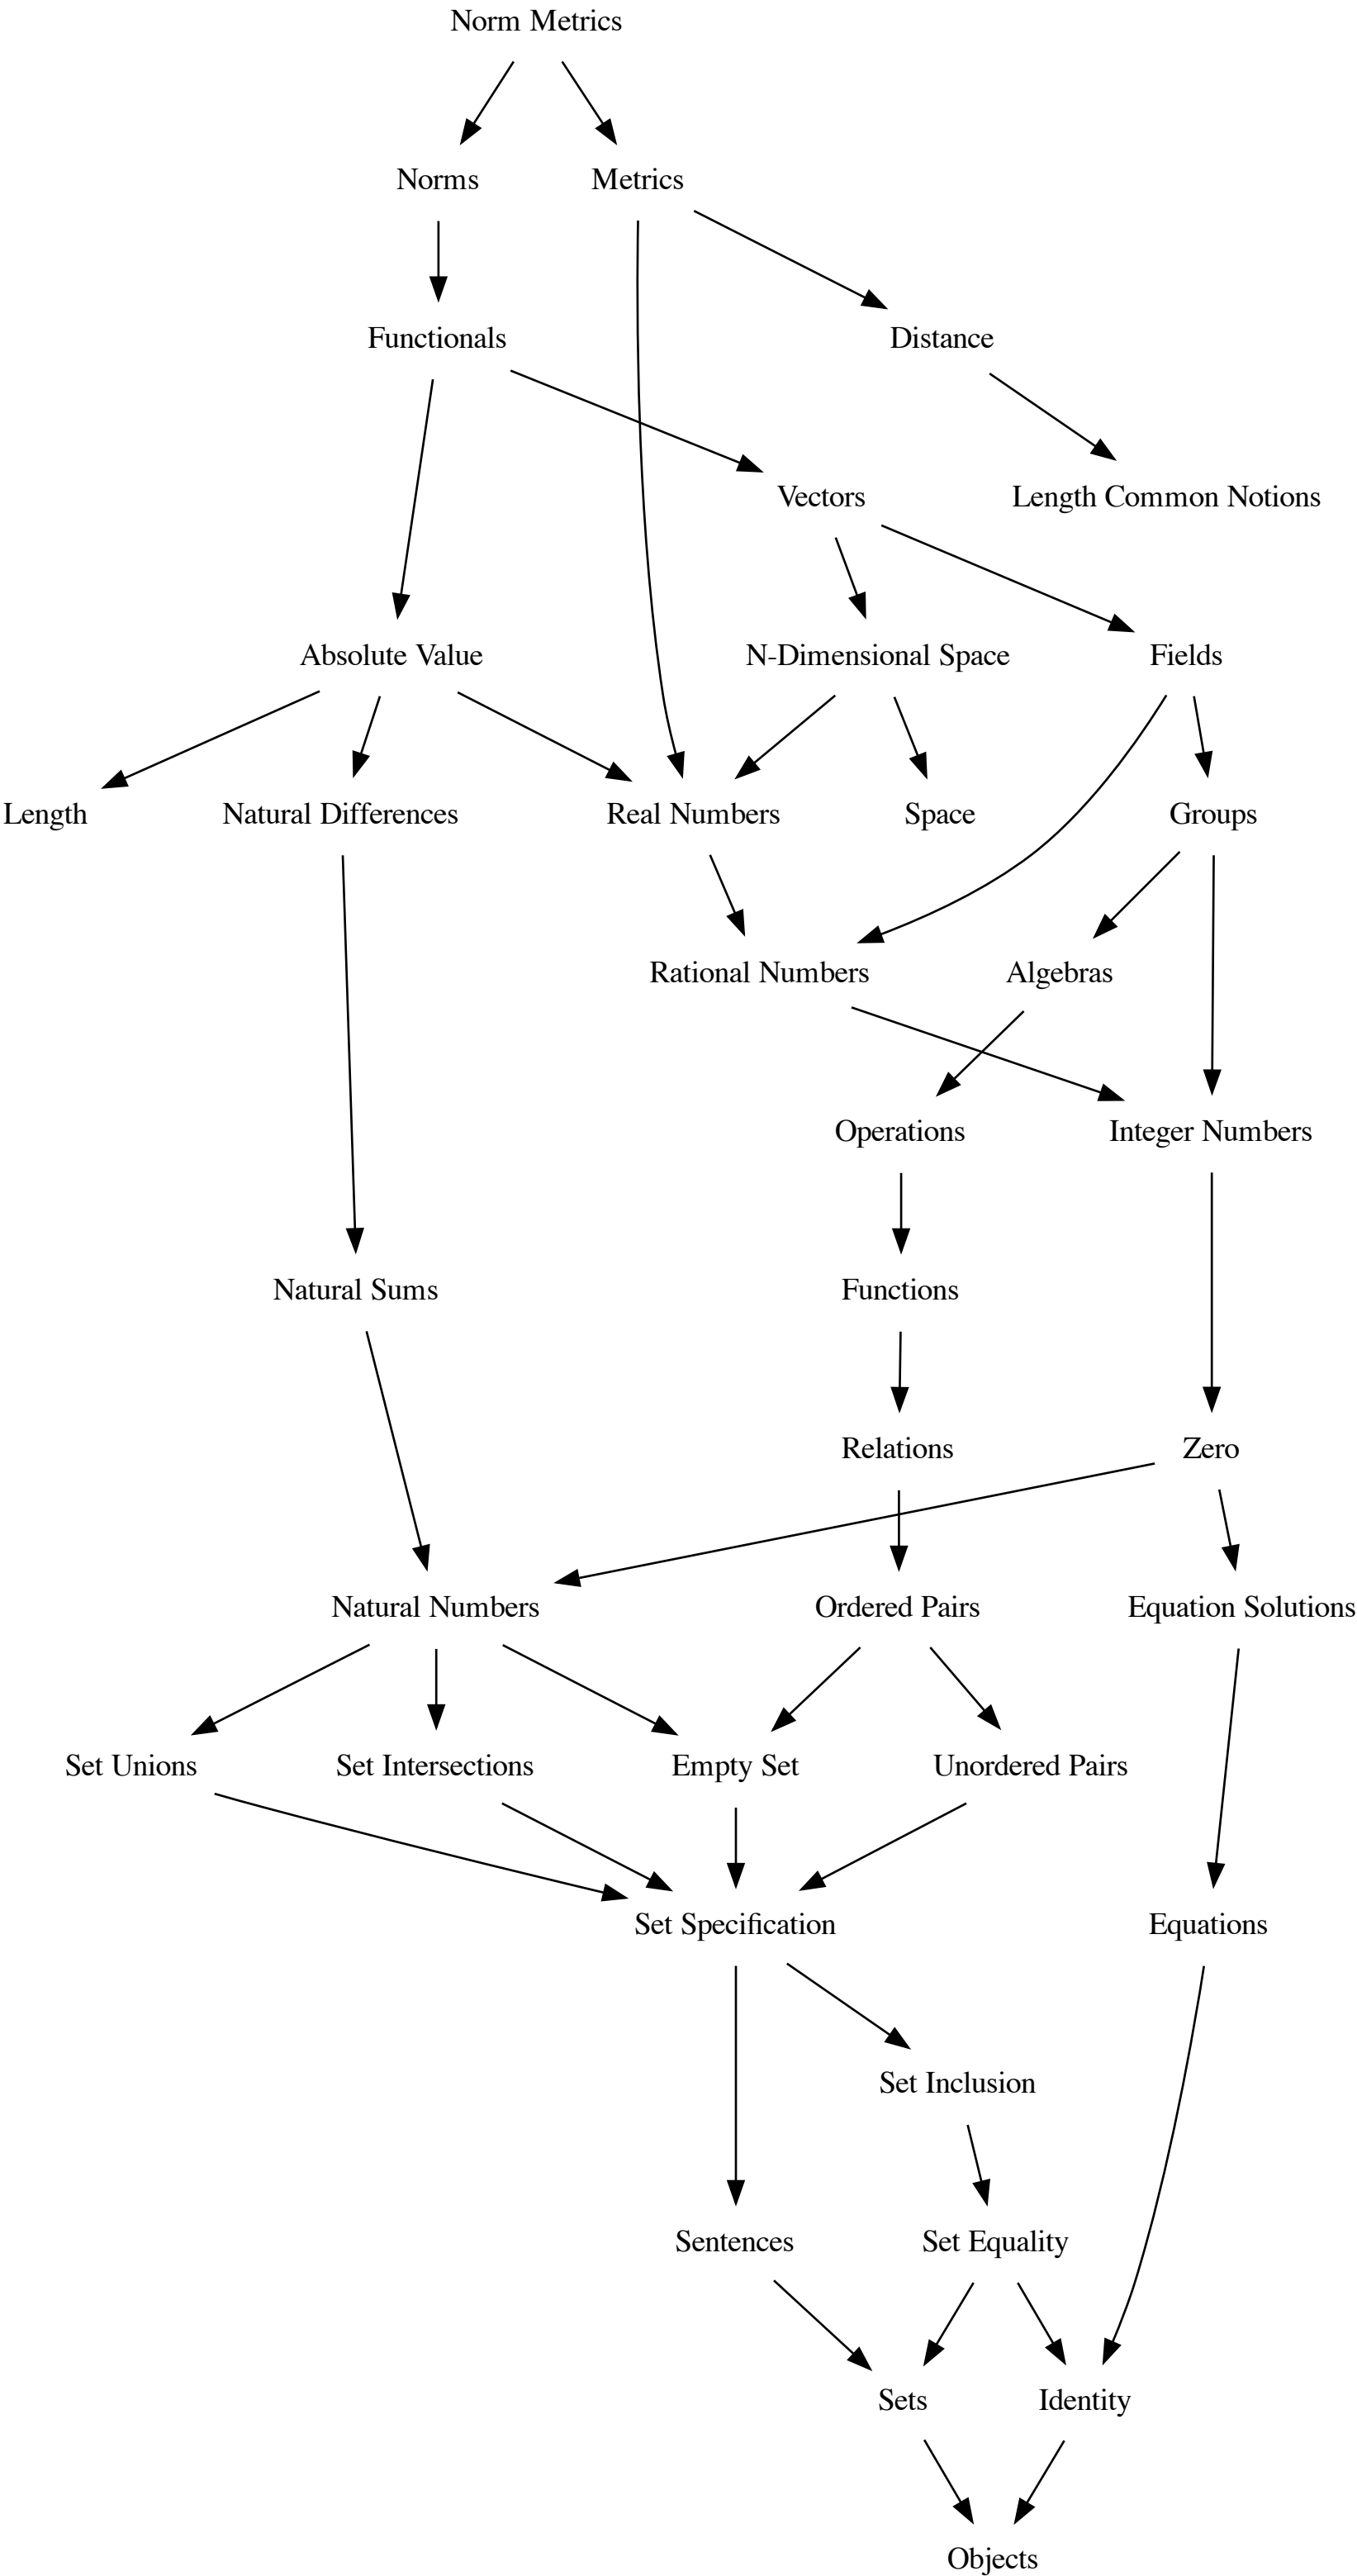 Norm Metrics
Norms
Metrics
Functionals
Distance
Vectors
Length Common Notions
Absolute Value
N-Dimensional Space
Fields
Length
Natural Differences
Real Numbers
Space
Groups
Rational Numbers
Algebras
Operations
Integer Numbers
Natural Sums
Functions
Relations
Zero
Natural Numbers
Ordered Pairs
Equation Solutions
Set Unions
Set Intersections
Empty Set
Unordered Pairs
Set Specification
Equations
Set Inclusion
Sentences
Set Equality
Sets
Identity
Objects